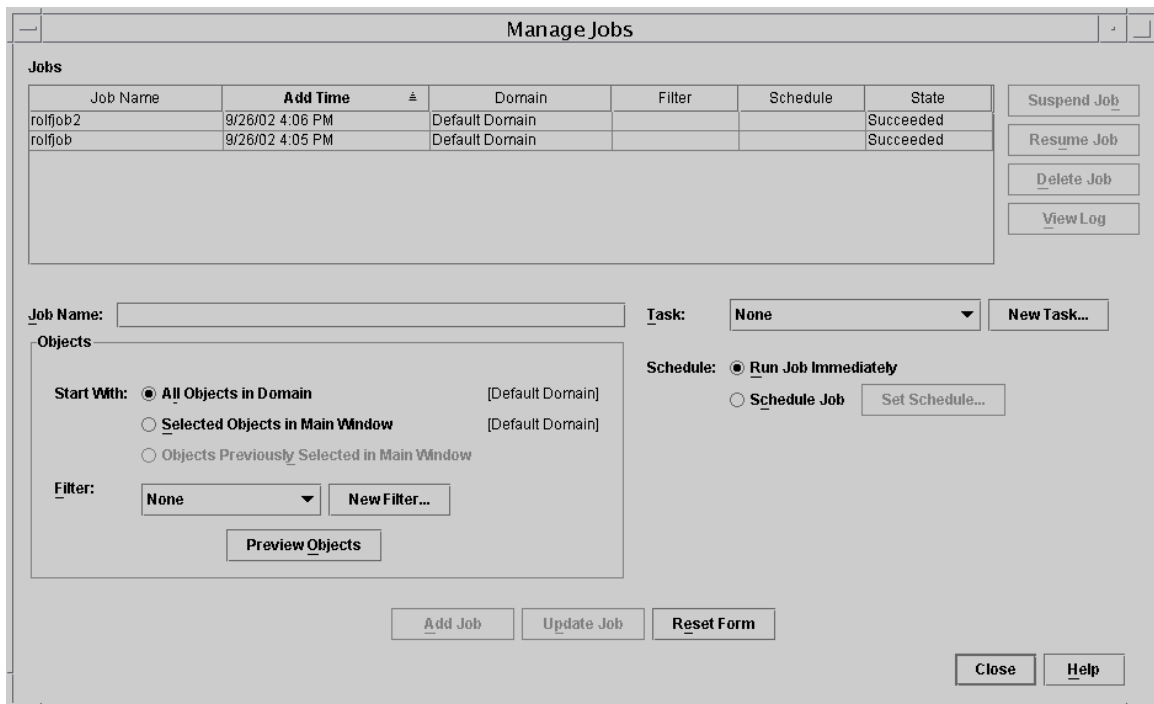 Manage Jobs
Jobs
Job Name Add Time Domain Filter Schedule State
rolfjob2 9/26/02 4:06 PM Default Domain Succeeded
rolfjob 9/26/02 4:05 PM Default Domain Succeeded
Suspend Job
Resume Job
Delete Job
View Log
Job Name:
Task: None New Task...
Objects
Start With: All Objects in Domain [Default Domain]
Selected Objects in Main Window [Default Domain]
Objects Previously Selected in Main Window
Filter: None New Filter...
Preview Objects
Schedule: Run Job Immediately
Schedule Job Set Schedule...
Add Job Update Job Reset Form
Close Help